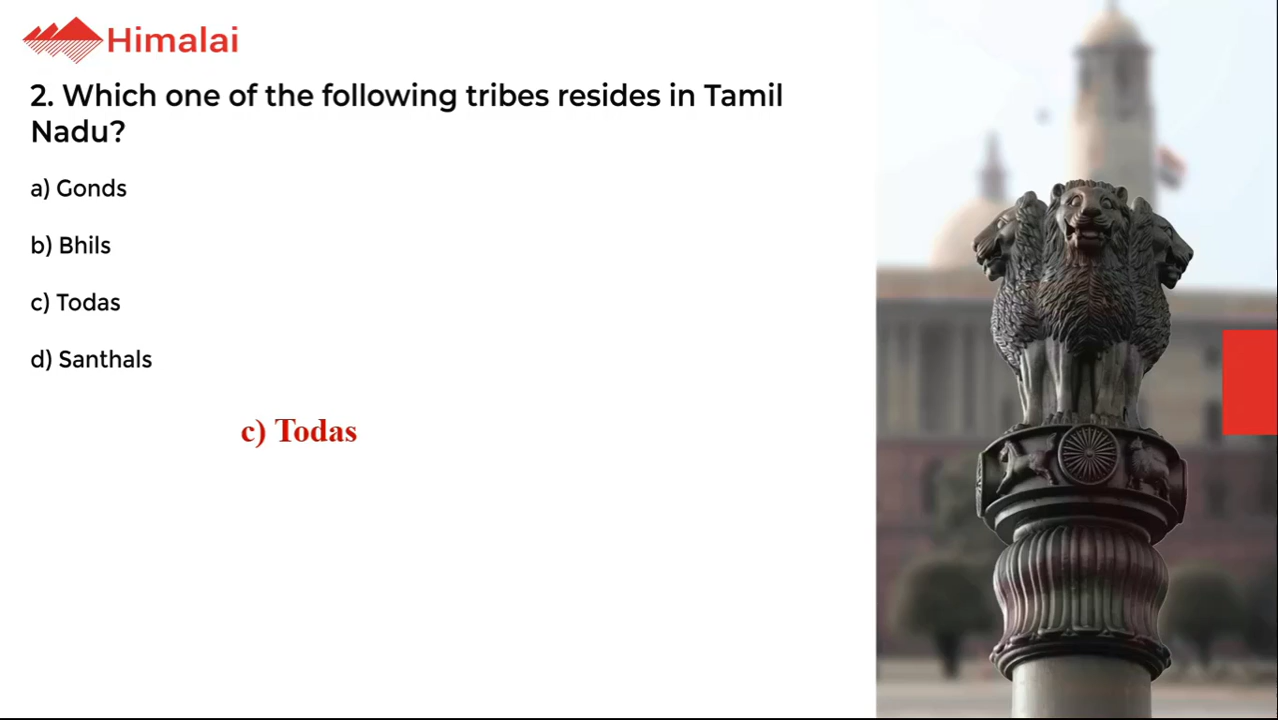 Himalai
2. Which one of the following tribes resides in Tamil
Nadu?
a) Gonds
b) Bhils
c) Todas
d) Santhals
c) Todas